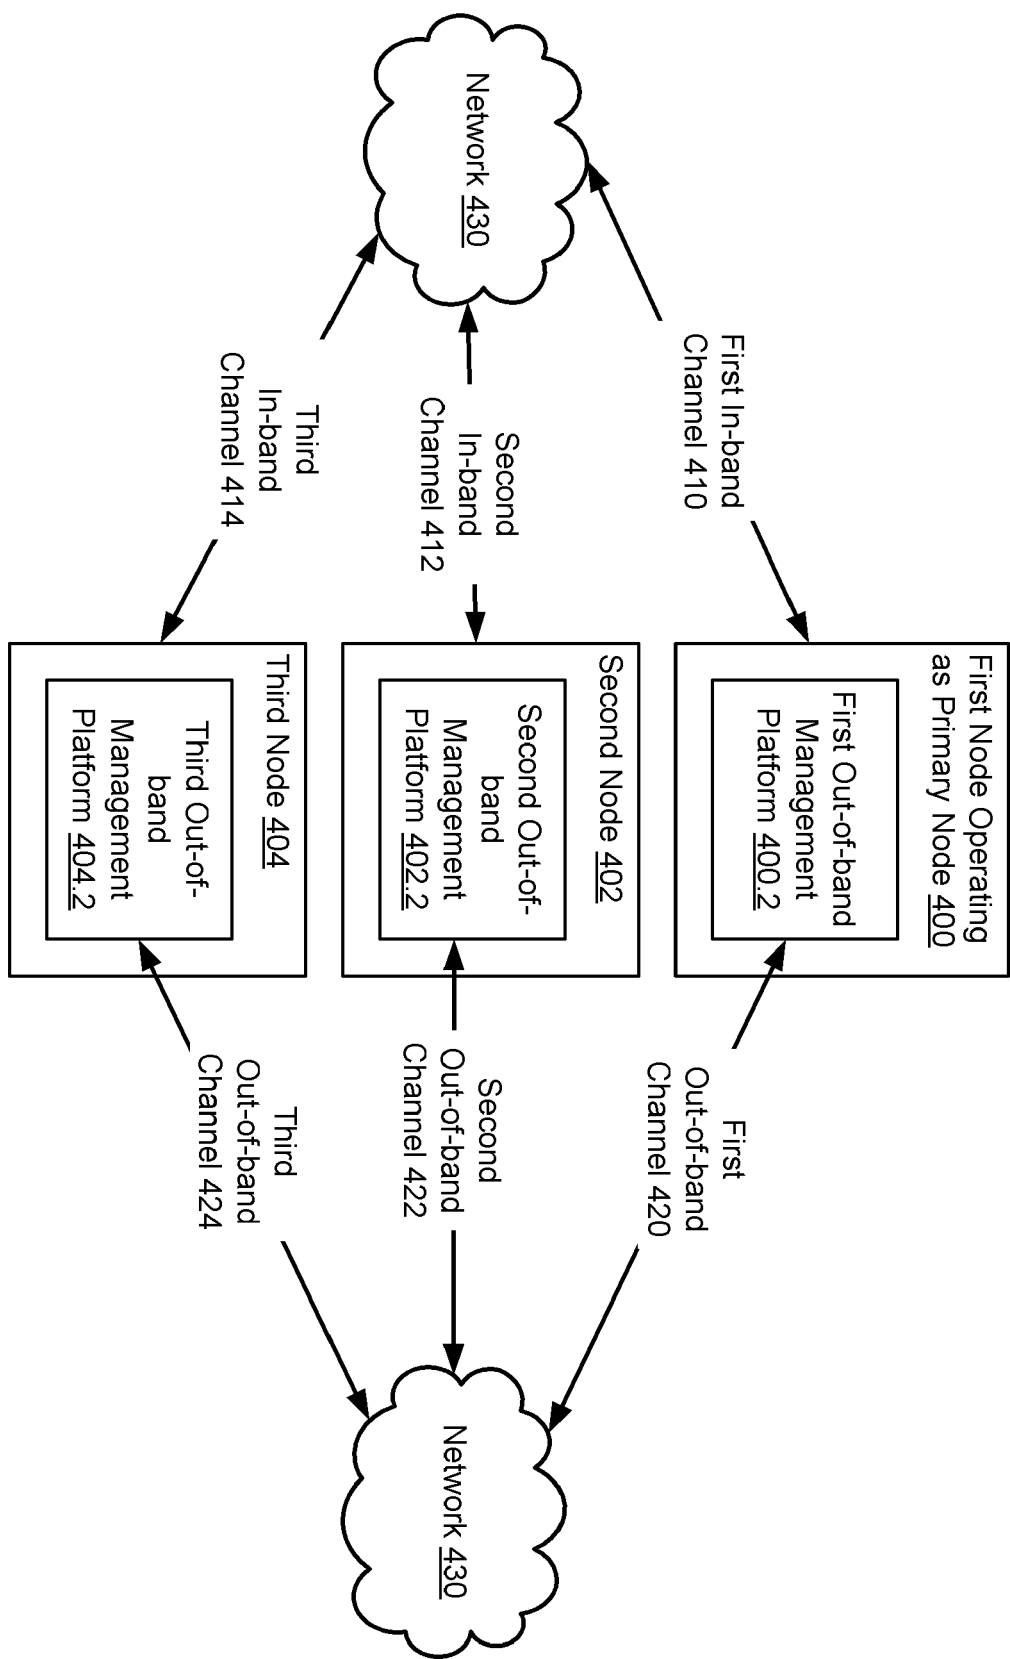 Network 430
First In-band
Channel 410
Second
In-band
Channel 412
Third
In-band
Channel 414
First Node Operating
as Primary Node 400
First Out-of-band
Management
Platform 400.2
Second Node 402
Second Out-of-
band
Management
Platform 402.2
Third Node 404
Third Out-of-
band
Management
Platform 404.2
First
Out-of-band
Channel 420
Second
Out-of-band
Channel 422
Third
Out-of-band
Channel 424
Network 430